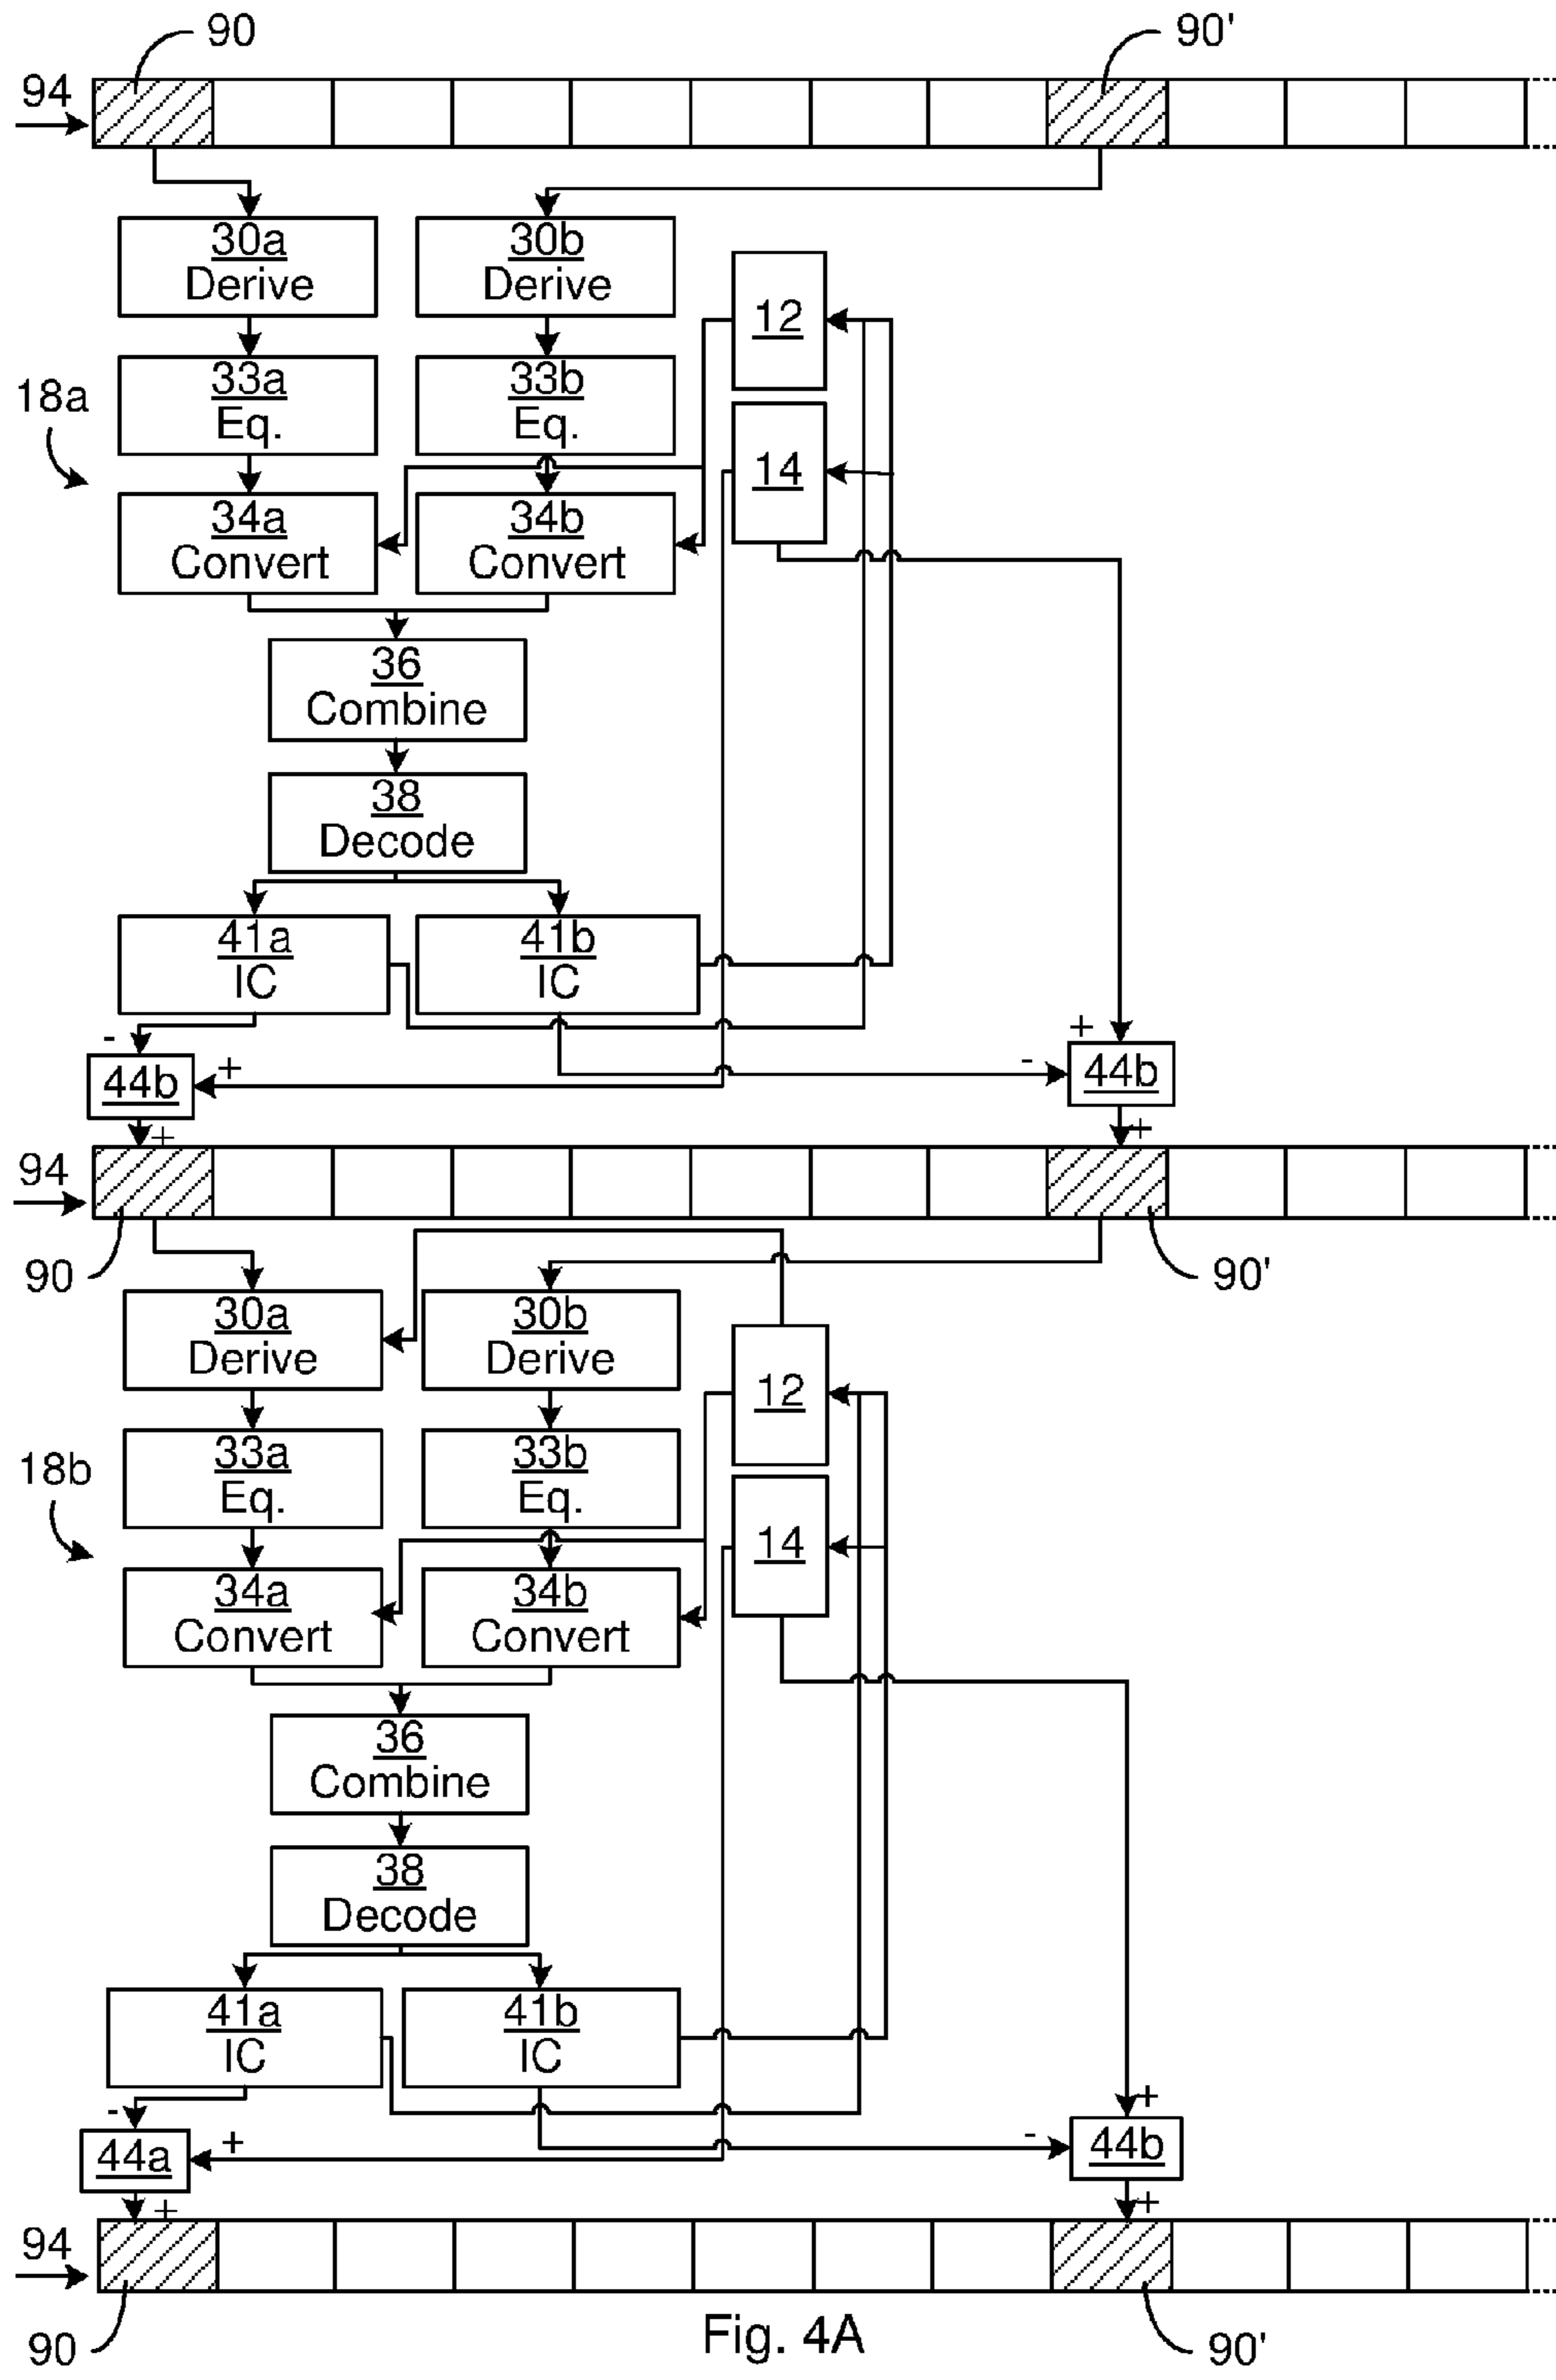 90
90'
94
30a
Derive
30b
Derive
12
33a
Eq.
33b
Eq.
18a
14
34a
Convert
34b
Convert
36
Combine
38
Decode
41a
IC
41b
IC
-
+
44b
+
-
44b
+
+
94
90
90'
30a
Derive
30b
Derive
12
33a
Eq.
33b
Eq.
18b
14
34a
Convert
34b
Convert
36
Combine
38
Decode
41a
IC
41b
IC
-
+
44a
+
-
44b
+
+
94
90
90'
Fig. 4A